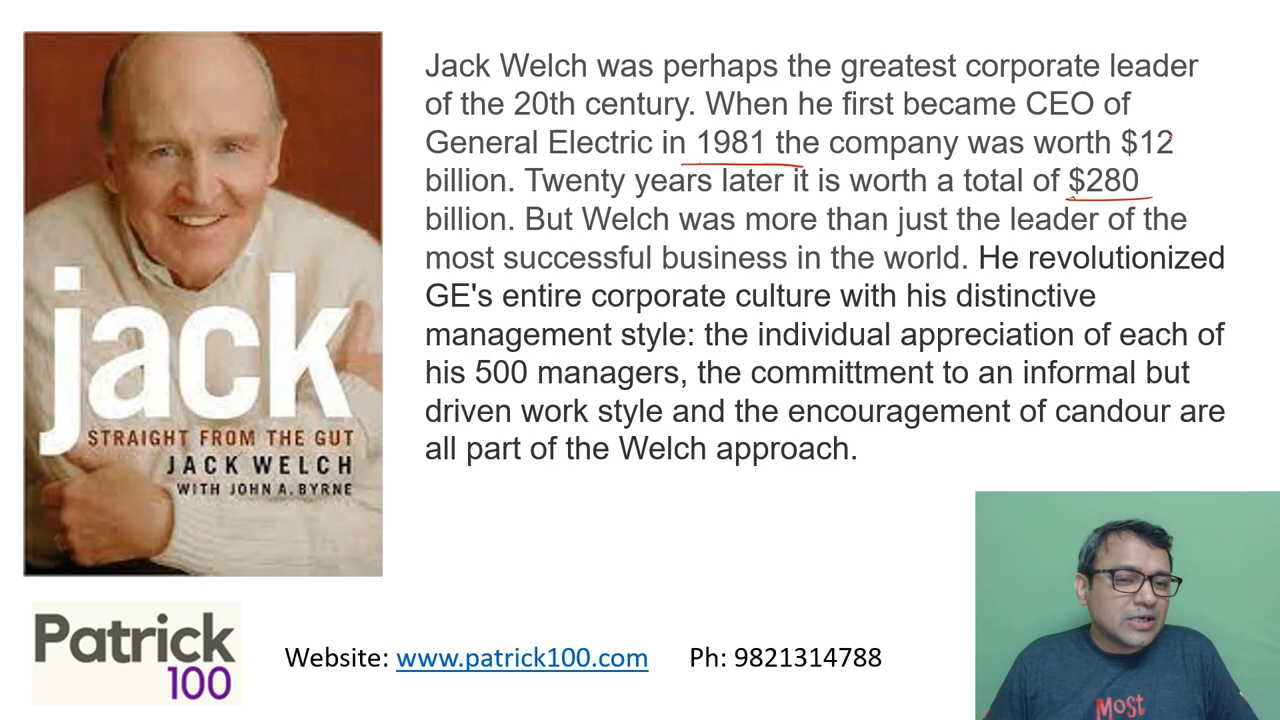 Jack Welch was perhaps the greatest corporate leader
of the 20th century. When he first became CEO of
General Electric in 1981 the company was worth $12
billion. Twenty years later it is worth a total of $280
billion. But Welch was more than just the leader of the
most successful business in the world. He revolutionized
GE's entire corporate culture with his distinctive
management style: the individual appreciation of each of
his 500 managers, the committment to an informal but
driven work style and the encouragement of candour are
all part of the Welch approach.
jack
STRAIGHT FROM THE GUT
JACK WELCH
WITH JOHN A. BYRNE
Patrick
100
Website: www.patrick100.com Ph: 9821314788
MOST